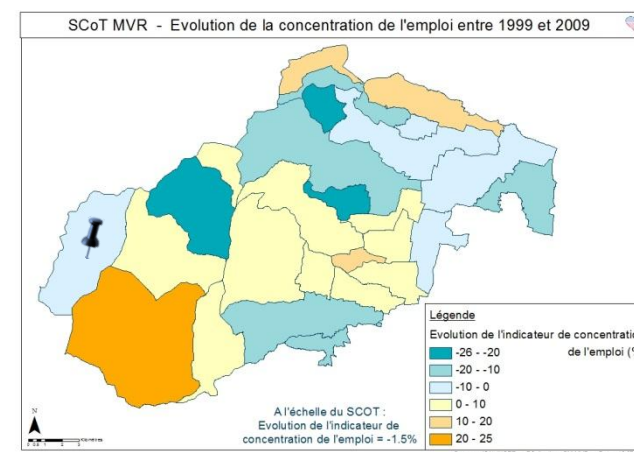 SCoT MVR - Evolution de la concentration de l'emploi entre 1999 et 2009
Légende
Evolution de l'indicateur de concentratio
de l'emploi (%
-26 - -20
-20 - -10
-10 - 0
0 - 10
10 - 20
20 - 25
A l'échelle du SCOT :
Evolution de l'indicateur de
concentration de l'emploi = -1.5%
N